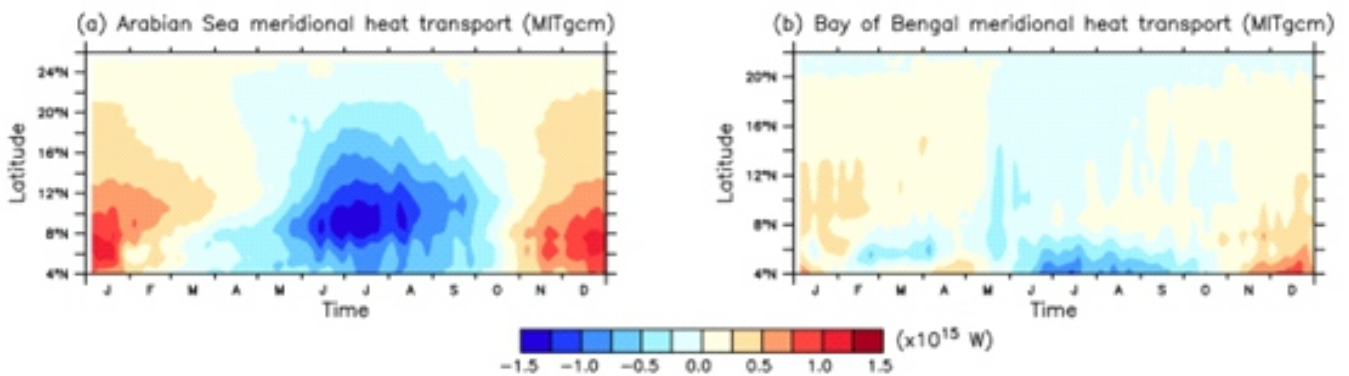 (a) Arabian Sea meridional heat transport (MITgcm)
(b) Bay of Bengal meridional heat transport (MITgcm)
Latitude
24°N
20°N
16°N
12°N
8°N
4°N
J F M A M J J A S O N D
Time
Latitude
20°N
16°N
12°N
8°N
4°N
J F M A M J J A S O N D
Time
(x10¹⁵ W)
−1.5 −1.0 −0.5 0.0 0.5 1.0 1.5